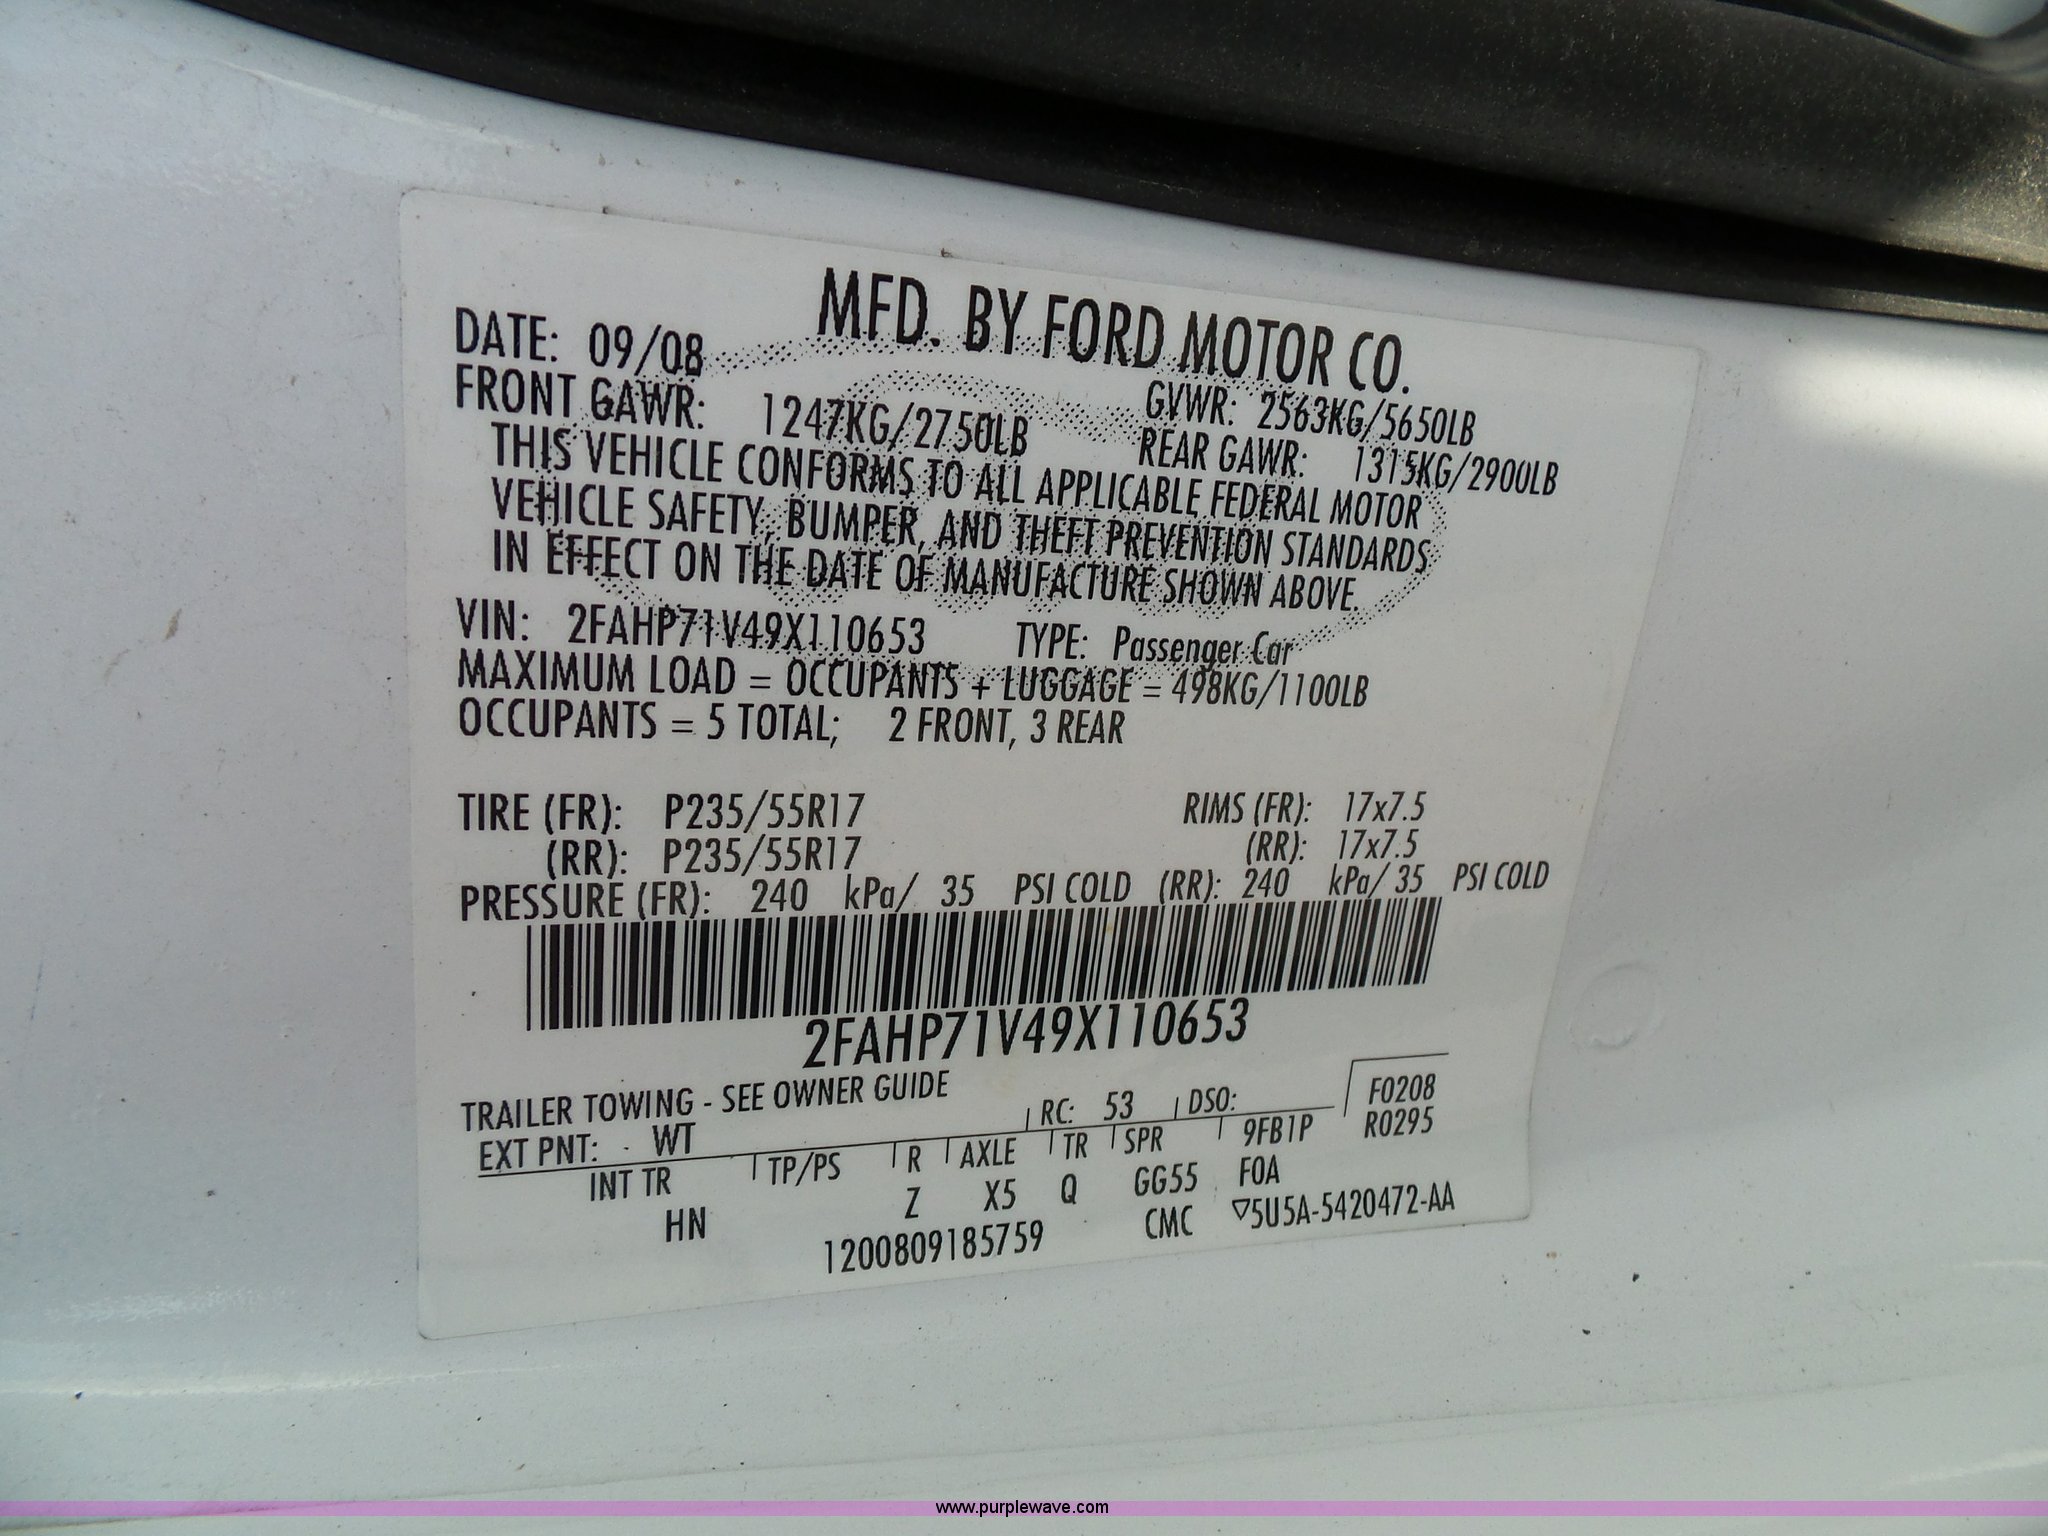 MFD. BY FORD MOTOR CO.
DATE: 09/08
GVWR: 2563KG/5650LB
FRONT GAWR: 1247KG/2750LB
REAR GAWR: 1315KG/2900LB
THIS VEHICLE CONFORMS TO ALL APPLICABLE FEDERAL MOTOR
VEHICLE SAFETY, BUMPER, AND THEFT PREVENTION STANDARDS
IN EFFECT ON THE DATE OF MANUFACTURE SHOWN ABOVE.
VIN: 2FAHP71V49X110653 TYPE: Passenger Car
MAXIMUM LOAD = OCCUPANTS + LUGGAGE = 498KG/1100LB
OCCUPANTS = 5 TOTAL; 2 FRONT, 3 REAR
TIRE (FR): P235/55R17 RIMS (FR): 17x7.5
(RR): P235/55R17 (RR): 17x7.5
PRESSURE (FR): 240 kPa/ 35 PSI COLD (RR): 240 kPa/ 35 PSI COLD
2FAHP71V49X110653
TRAILER TOWING - SEE OWNER GUIDE
EXT PNT: WT RC: 53 DSO: F0208
INT TR TP/PS R AXLE TR SPR 9FB1P R0295
HN Z X5 Q GG55 F0A
1200809185759 CMC ▽5U5A-5420472-AA
www.purplewave.com